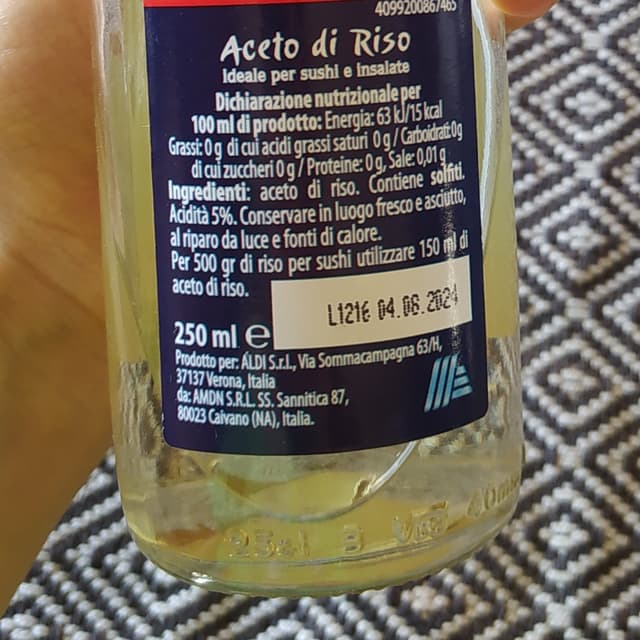 4099200867465
Aceto di Riso
Ideale per sushi e insalate
Dichiarazione nutrizionale per
100 ml di prodotto: Energia: 63 kJ/15 kcal
Grassi: 0 g di cui acidi grassi saturi 0 g / Carboidrati: 0g
di cui zuccheri 0 g / Proteine: 0 g, Sale: 0,01 g
Ingredienti: aceto di riso. Contiene solfiti.
Acidità 5%. Conservare in luogo fresco e asciutto,
al riparo da luce e fonti di calore.
Per 500 gr di riso per sushi utilizzare 150 ml di
aceto di riso.
L1216 04.08.2024
250 ml e
Prodotto per: ALDI S.r.l., Via Sommacampagna 63/H,
37137 Verona, Italia
da: AMDN S.R.L. SS. Sannitica 87,
80023 Caivano (NA), Italia.
25cl B